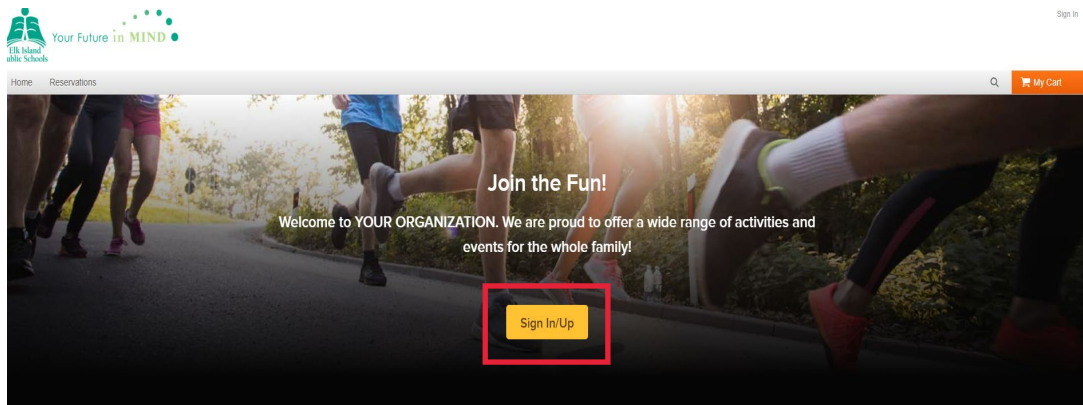 Sign In
Your Future in MIND
Elk Island
Public Schools
Home Reservations
My Cart
Join the Fun!
Welcome to YOUR ORGANIZATION. We are proud to offer a wide range of activities and
events for the whole family!
Sign In/Up